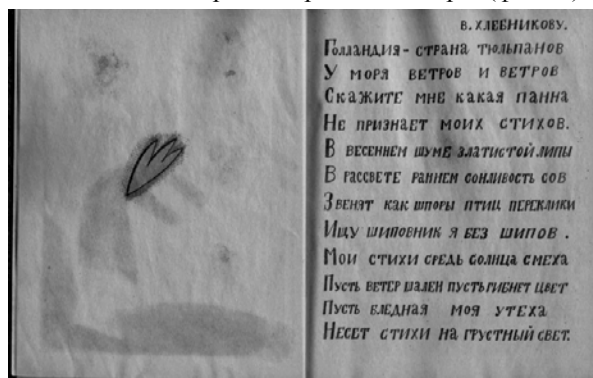 В. ХЛЕБНИКОВУ.
ГОЛЛАНДИЯ - СТРАНА ТЮЛЬПАНОВ
У МОРЯ ВЕТРОВ И ВЕТРОВ
СКАЖИТЕ МНЕ КАКАЯ ПАННА
НЕ ПРИЗНАЕТ МОИХ СТИХОВ.
В ВЕСЕННЕМ ШУМЕ ЗЛАТИСТОЙ ЛИПЫ
В РАССВЕТЕ РАННЕМ СОНЛИВОСТЬ СОВ
ЗВЕНЯТ КАК ШПОРЫ ПТИЦ ПЕРЕКЛИКИ
ИЩУ ШИПОВНИК Я БЕЗ ШИПОВ.
МОИ СТИХИ СРЕДЬ СОЛНЦА СМЕХА
ПУСТЬ ВЕТЕР ШАЛЕН ПУСТЬ ГИБНЕТ ЦВЕТ
ПУСТЬ БЛЕДНАЯ МОЯ УТЕХА
НЕСЕТ СТИХИ НА ГРУСТНЫЙ СВЕТ.